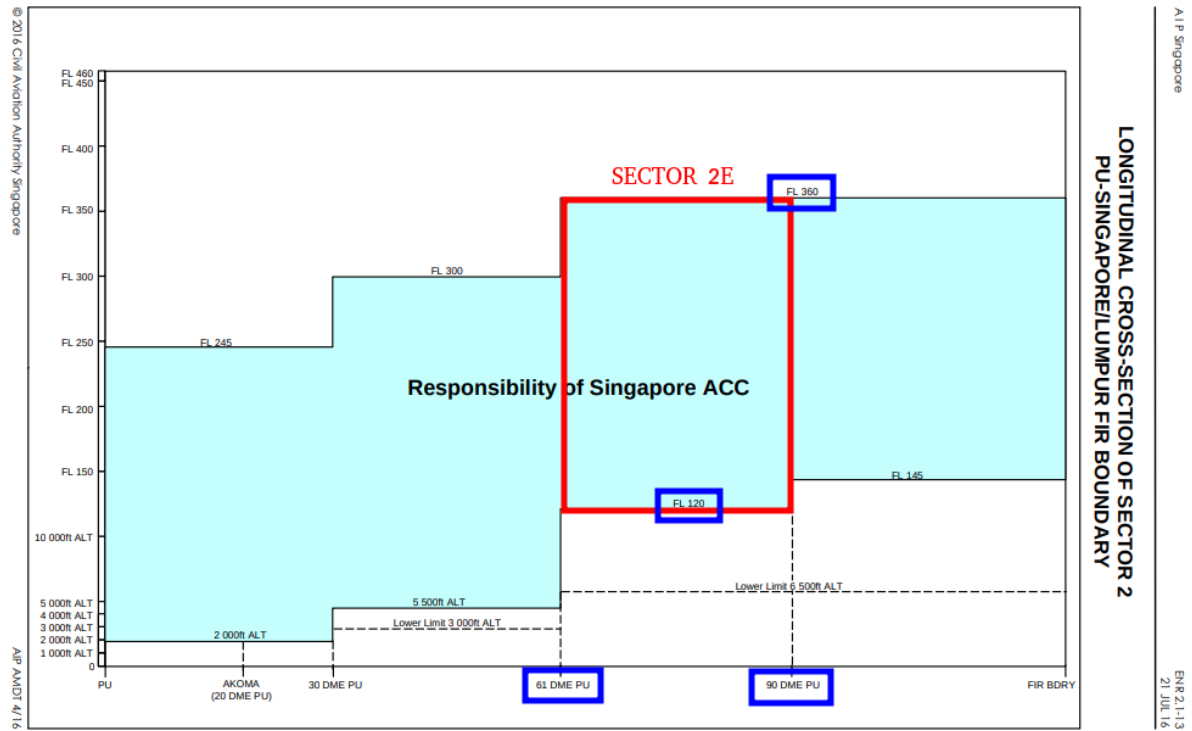 A I P Singapore
ENR 2.1-13
21 JUL 16
LONGITUDINAL CROSS-SECTION OF SECTOR 2
PU-SINGAPORE/LUMPUR FIR BOUNDARY
FL 460
FL 450
FL 400
FL 350
FL 300
FL 250
FL 200
FL 150
10 000ft ALT
5 000ft ALT
4 000ft ALT
3 000ft ALT
2 000ft ALT
1 000ft ALT
0
SECTOR 2E
FL 360
FL 300
FL 245
Responsibility of Singapore ACC
FL 145
FL 120
Lower Limit 6 500ft ALT
5 500ft ALT
Lower Limit 3 000ft ALT
2 000ft ALT
PU
AKOMA
(20 DME PU)
30 DME PU
61 DME PU
90 DME PU
FIR BDRY
© 2016 Civil Aviation Authority Singapore
AIP AMDT 4/16